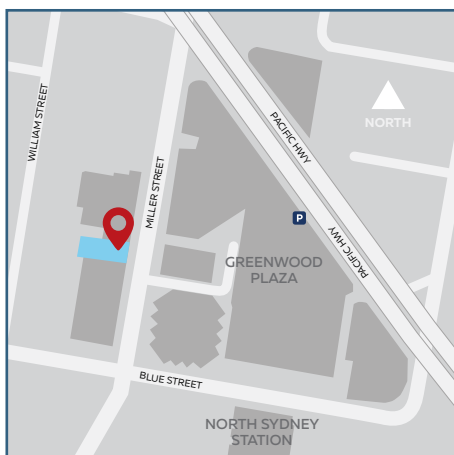 WILLIAM STREET
MILLER STREET
PACIFIC HWY
NORTH
P
PACIFIC HWY
GREENWOOD
PLAZA
BLUE STREET
NORTH SYDNEY
STATION